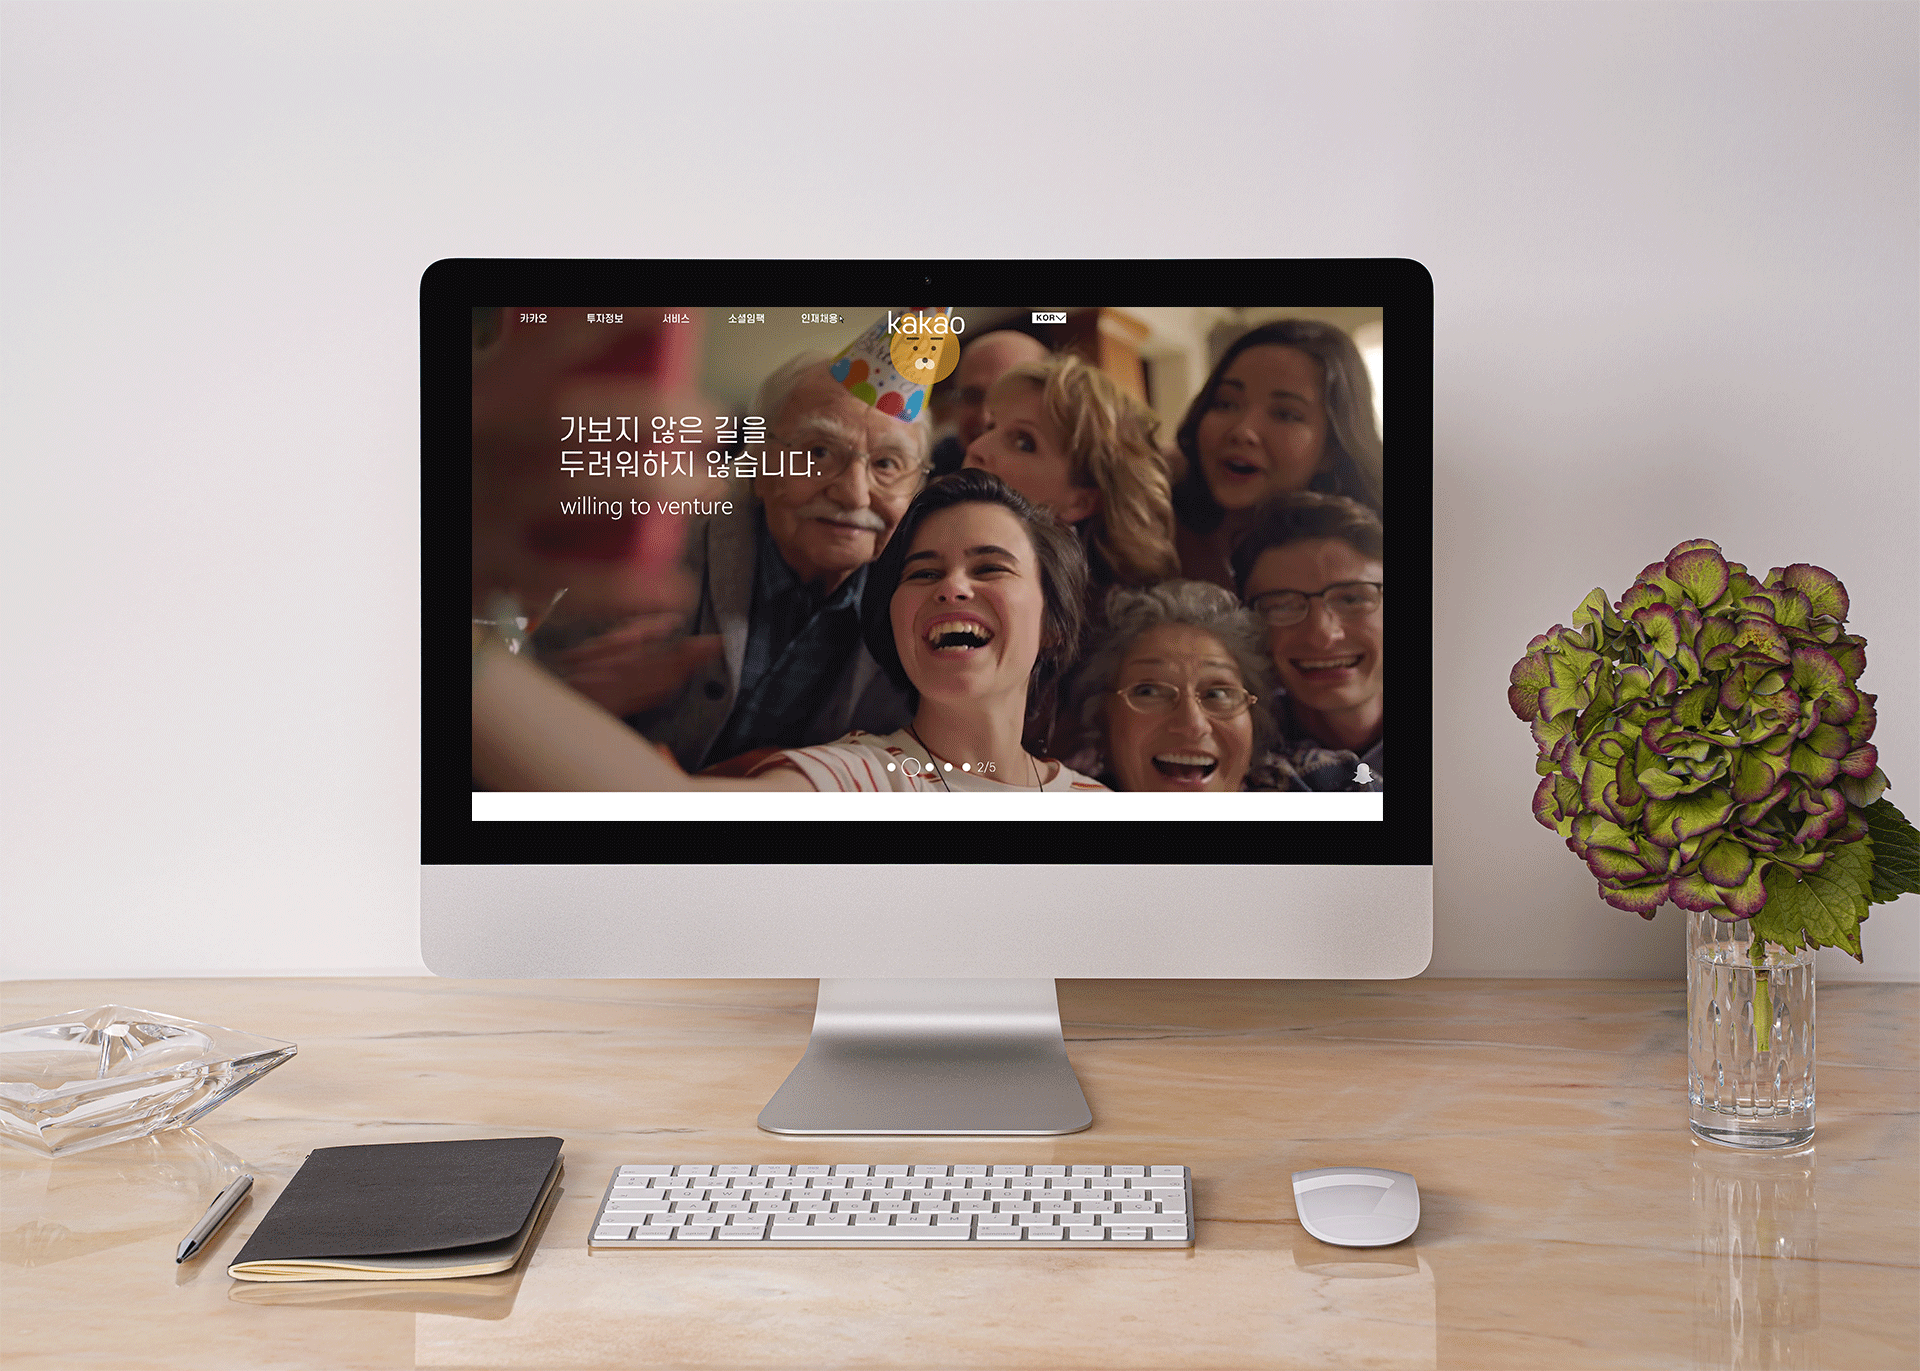 카카오 투자정보 서비스 소셜임팩 인재채용 kakao KOR
가보지 않은 길을
두려워하지 않습니다.
willing to venture
2/5